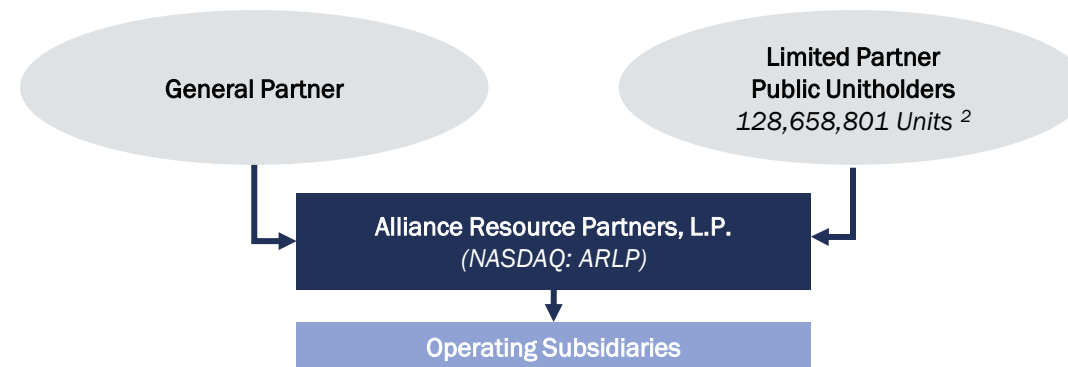 General Partner
Limited Partner
Public Unitholders
128,658,801 Units ²
Alliance Resource Partners, L.P.
(NASDAQ: ARLP)
Operating Subsidiaries